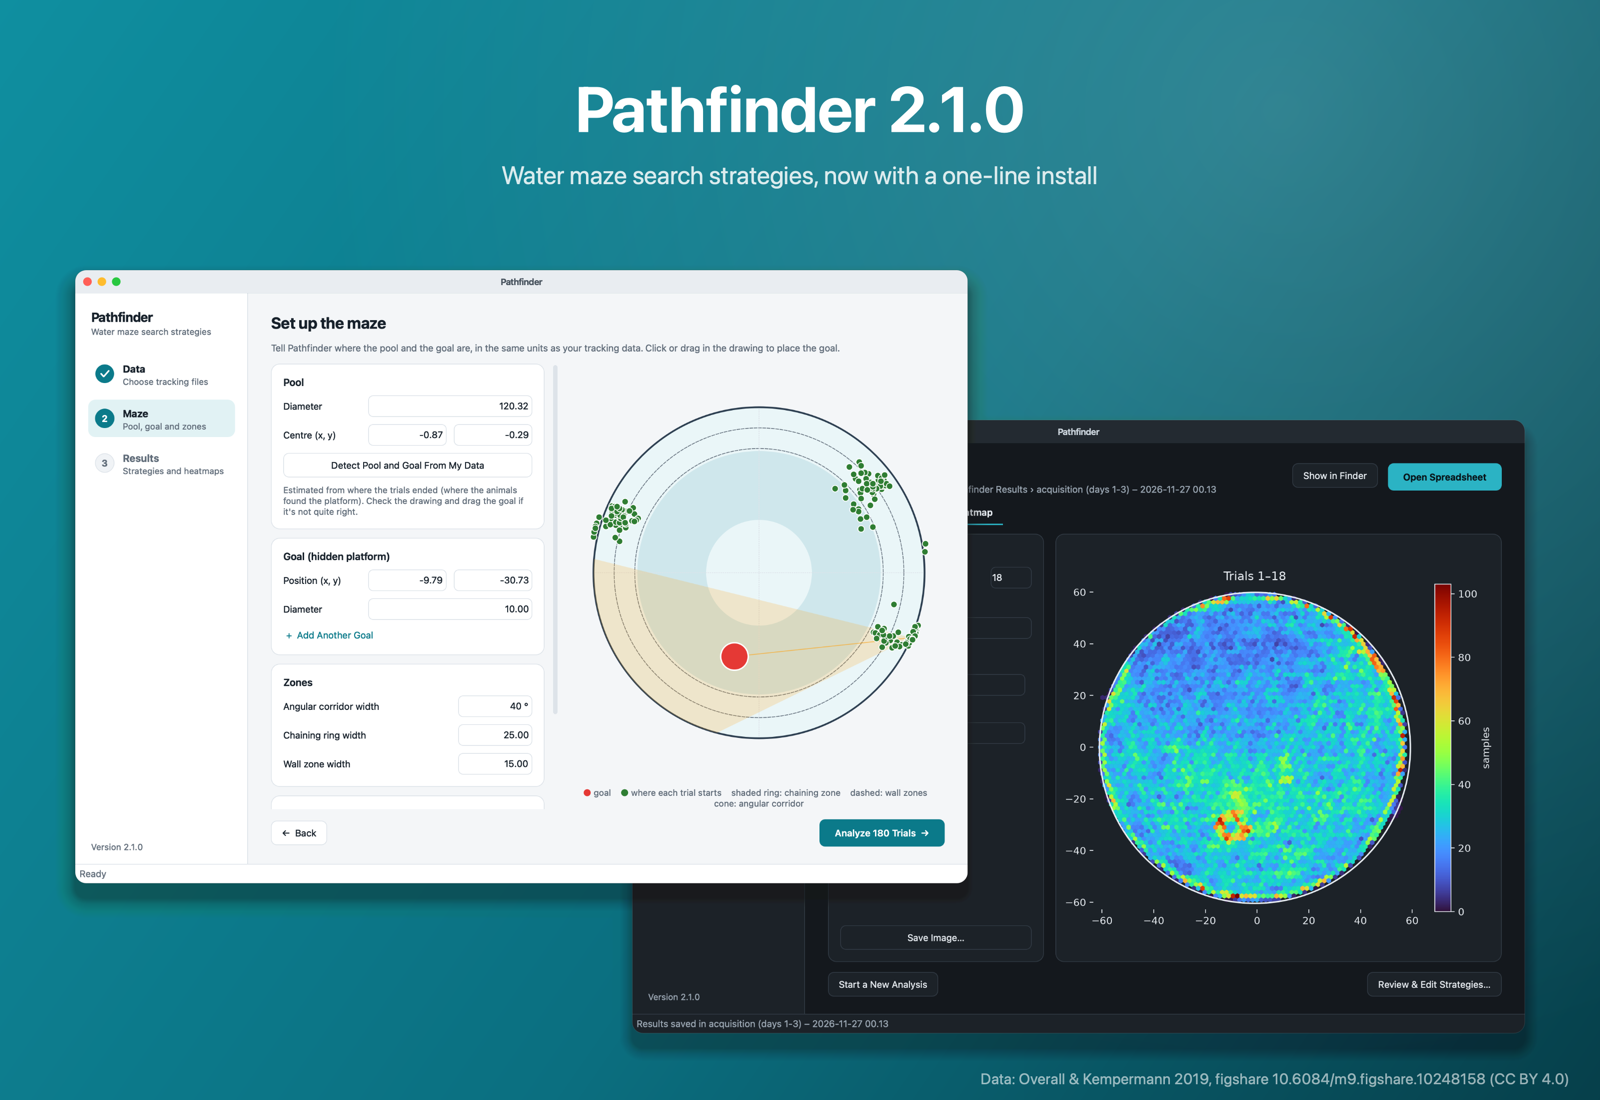 Pathfinder 2.1.0
Water maze search strategies, now with a one-line install
Pathfinder
Pathfinder
Water maze search strategies
Data
Choose tracking files
2
Maze
Pool, goal and zones
3
Results
Strategies and heatmaps
Version 2.1.0
Ready
Set up the maze
Tell Pathfinder where the pool and the goal are, in the same units as your tracking data. Click or drag in the drawing to place the goal.
Pool
Diameter 120.32
Centre (x, y) -0.87 -0.29
Detect Pool and Goal From My Data
Estimated from where the trials ended (where the animals
found the platform). Check the drawing and drag the goal if
it's not quite right.
Goal (hidden platform)
Position (x, y) -9.79 -30.73
Diameter 10.00
+ Add Another Goal
Zones
Angular corridor width 40 °
Chaining ring width 25.00
Wall zone width 15.00
goal where each trial starts shaded ring: chaining zone dashed: wall zones
cone: angular corridor
← Back
Analyze 180 Trials →
Pathfinder
finder Results › acquisition (days 1-3) – 2026-11-27 00.13
Show in Finder
Open Spreadsheet
tmap
18
Trials 1–18
60
40
20
0
−20
−40
−60
−60 −40 −20 0 20 40 60
100
80
60
40
20
0
samples
Save Image...
Start a New Analysis
Review & Edit Strategies...
Version 2.1.0
Results saved in acquisition (days 1-3) – 2026-11-27 00.13
Data: Overall & Kempermann 2019, figshare 10.6084/m9.figshare.10248158 (CC BY 4.0)